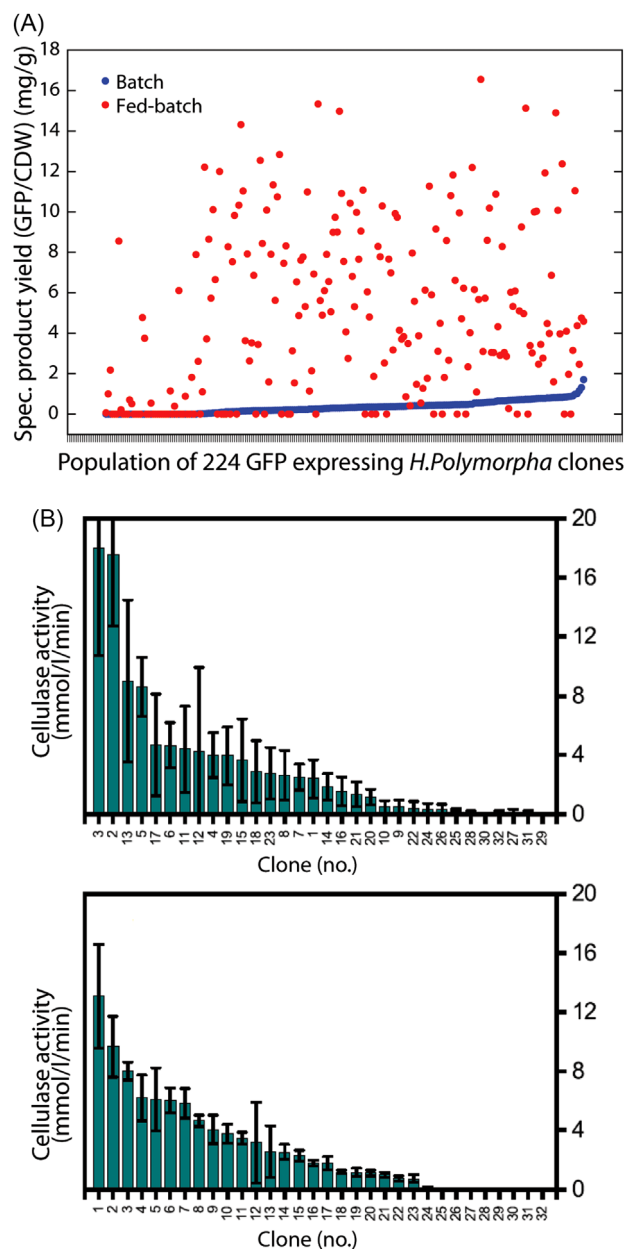 (A)
Spec. product yield (GFP/CDW) (mg/g)
18
16
14
12
10
8
6
4
2
0
Batch
Fed-batch
Population of 224 GFP expressing H.Polymorpha clones
(B)
Cellulase activity
(mmol/l/min)
20
16
12
8
4
0
3 2 13 5 17 6 11 12 4 19 15 18 23 8 7 1 14 16 21 20 10 9 22 24 26 25 28 30 32 27 31 29
Clone (no.)
Cellulase activity
(mmol/l/min)
20
16
12
8
4
0
1 2 3 4 5 6 7 8 9 10 11 12 13 14 15 16 17 18 19 20 21 22 23 24 25 26 27 28 29 30 31 32
Clone (no.)